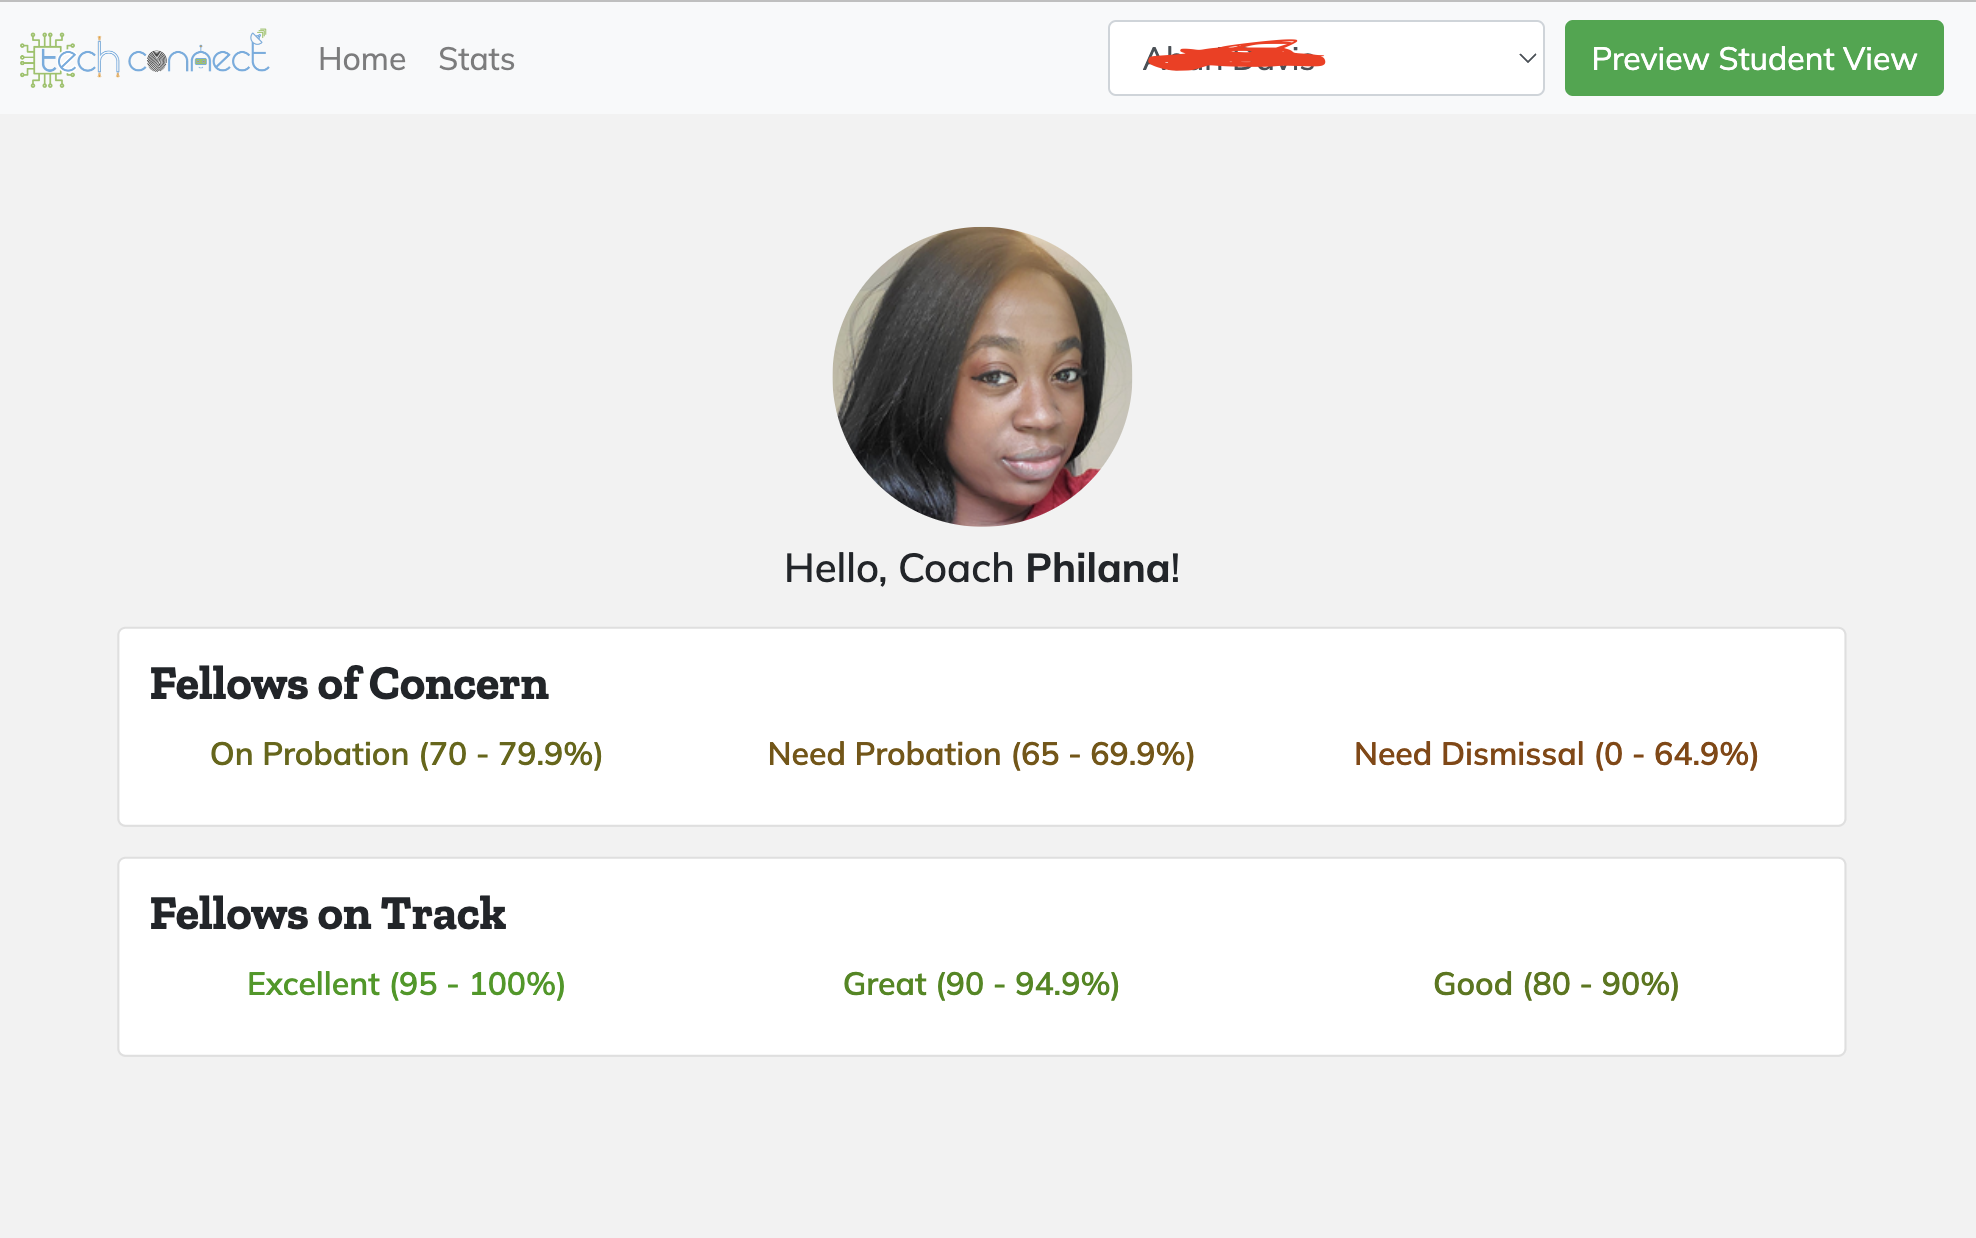 tech connect
Home Stats
Preview Student View
Hello, Coach Philana!
Fellows of Concern
On Probation (70 - 79.9%) Need Probation (65 - 69.9%) Need Dismissal (0 - 64.9%)
Fellows on Track
Excellent (95 - 100%) Great (90 - 94.9%) Good (80 - 90%)